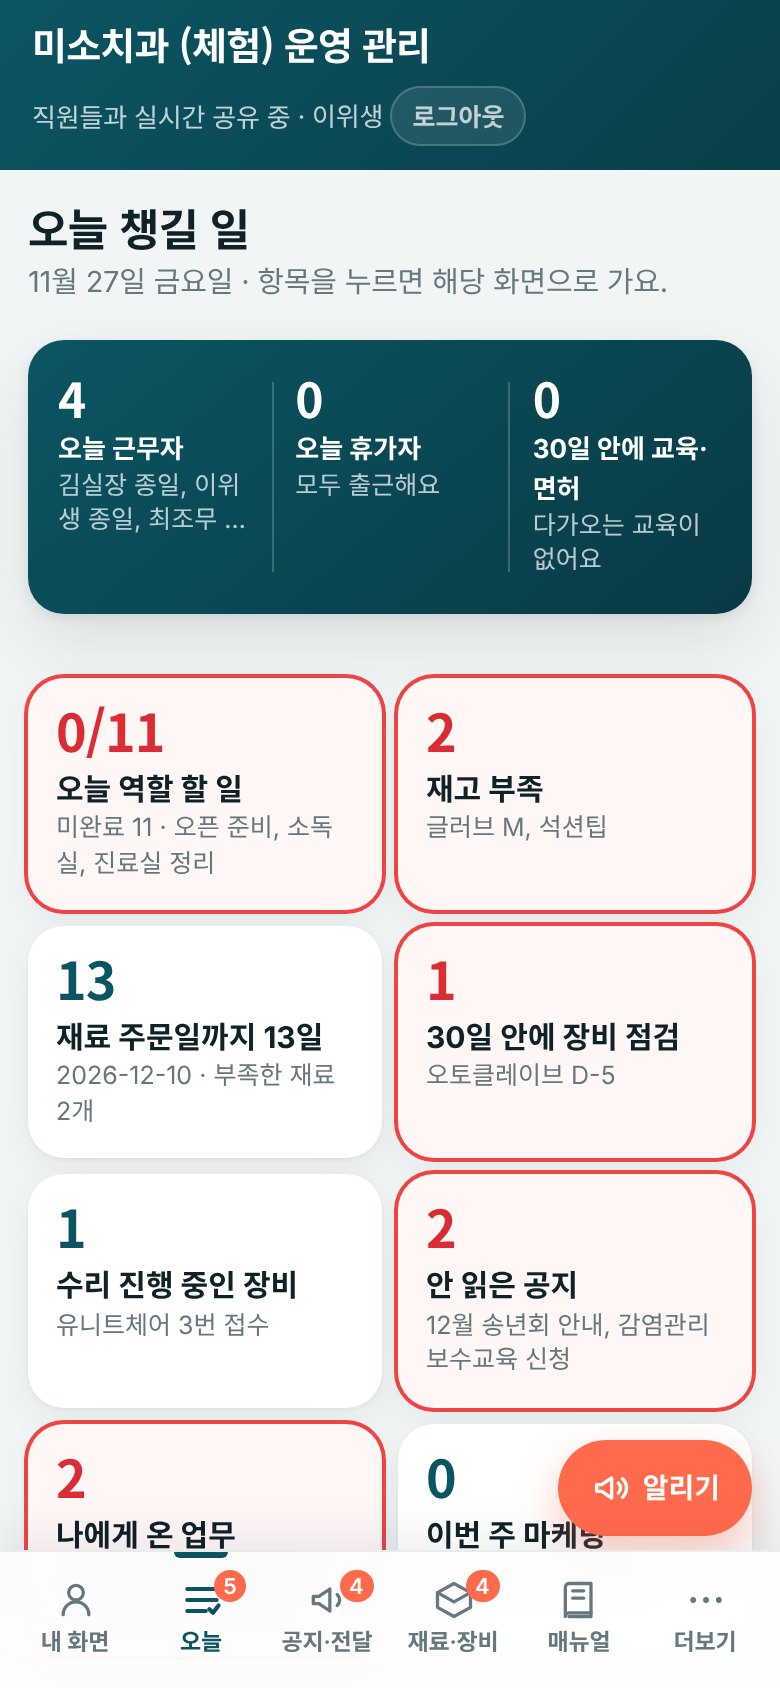 미소치과 (체험) 운영 관리
직원들과 실시간 공유 중 · 이위생 로그아웃
오늘 챙길 일
11월 27일 금요일 · 항목을 누르면 해당 화면으로 가요.
4
오늘 근무자
김실장 종일, 이위
생 종일, 최조무 ...
0
오늘 휴가자
모두 출근해요
0
30일 안에 교육·
면허
다가오는 교육이
없어요
0/11
오늘 역할 할 일
미완료 11 · 오픈 준비, 소독
실, 진료실 정리
2
재고 부족
글러브 M, 석션팁
13
재료 주문일까지 13일
2026-12-10 · 부족한 재료
2개
1
30일 안에 장비 점검
오토클레이브 D-5
1
수리 진행 중인 장비
유니트체어 3번 접수
2
안 읽은 공지
12월 송년회 안내, 감염관리
보수교육 신청
2
나에게 온 업무
0
이번 주 마케팅
알리기
내 화면
5
오늘
4
공지·전달
4
재료·장비
매뉴얼
더보기